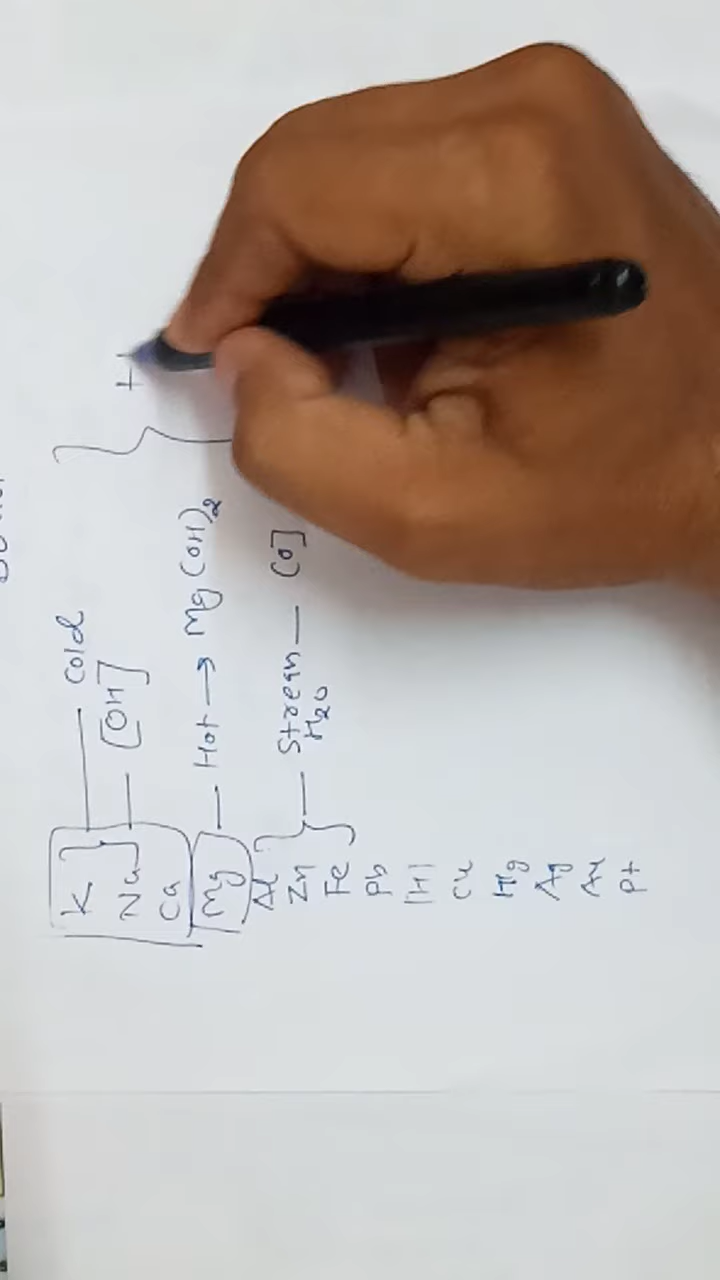 K — Cold
Na — [OH]
Ca
Mg — Hot → Mg(OH)2
Al
Zn — Stream — [O]
H2O
Fe
Pb
[H]
Cu
Hg
Ag
Au
Pt
H